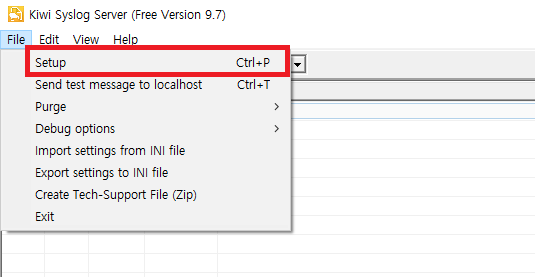 Kiwi Syslog Server (Free Version 9.7)
File Edit View Help
Setup Ctrl+P
Send test message to localhost Ctrl+T
Purge
Debug options
Import settings from INI file
Export settings to INI file
Create Tech-Support File (Zip)
Exit